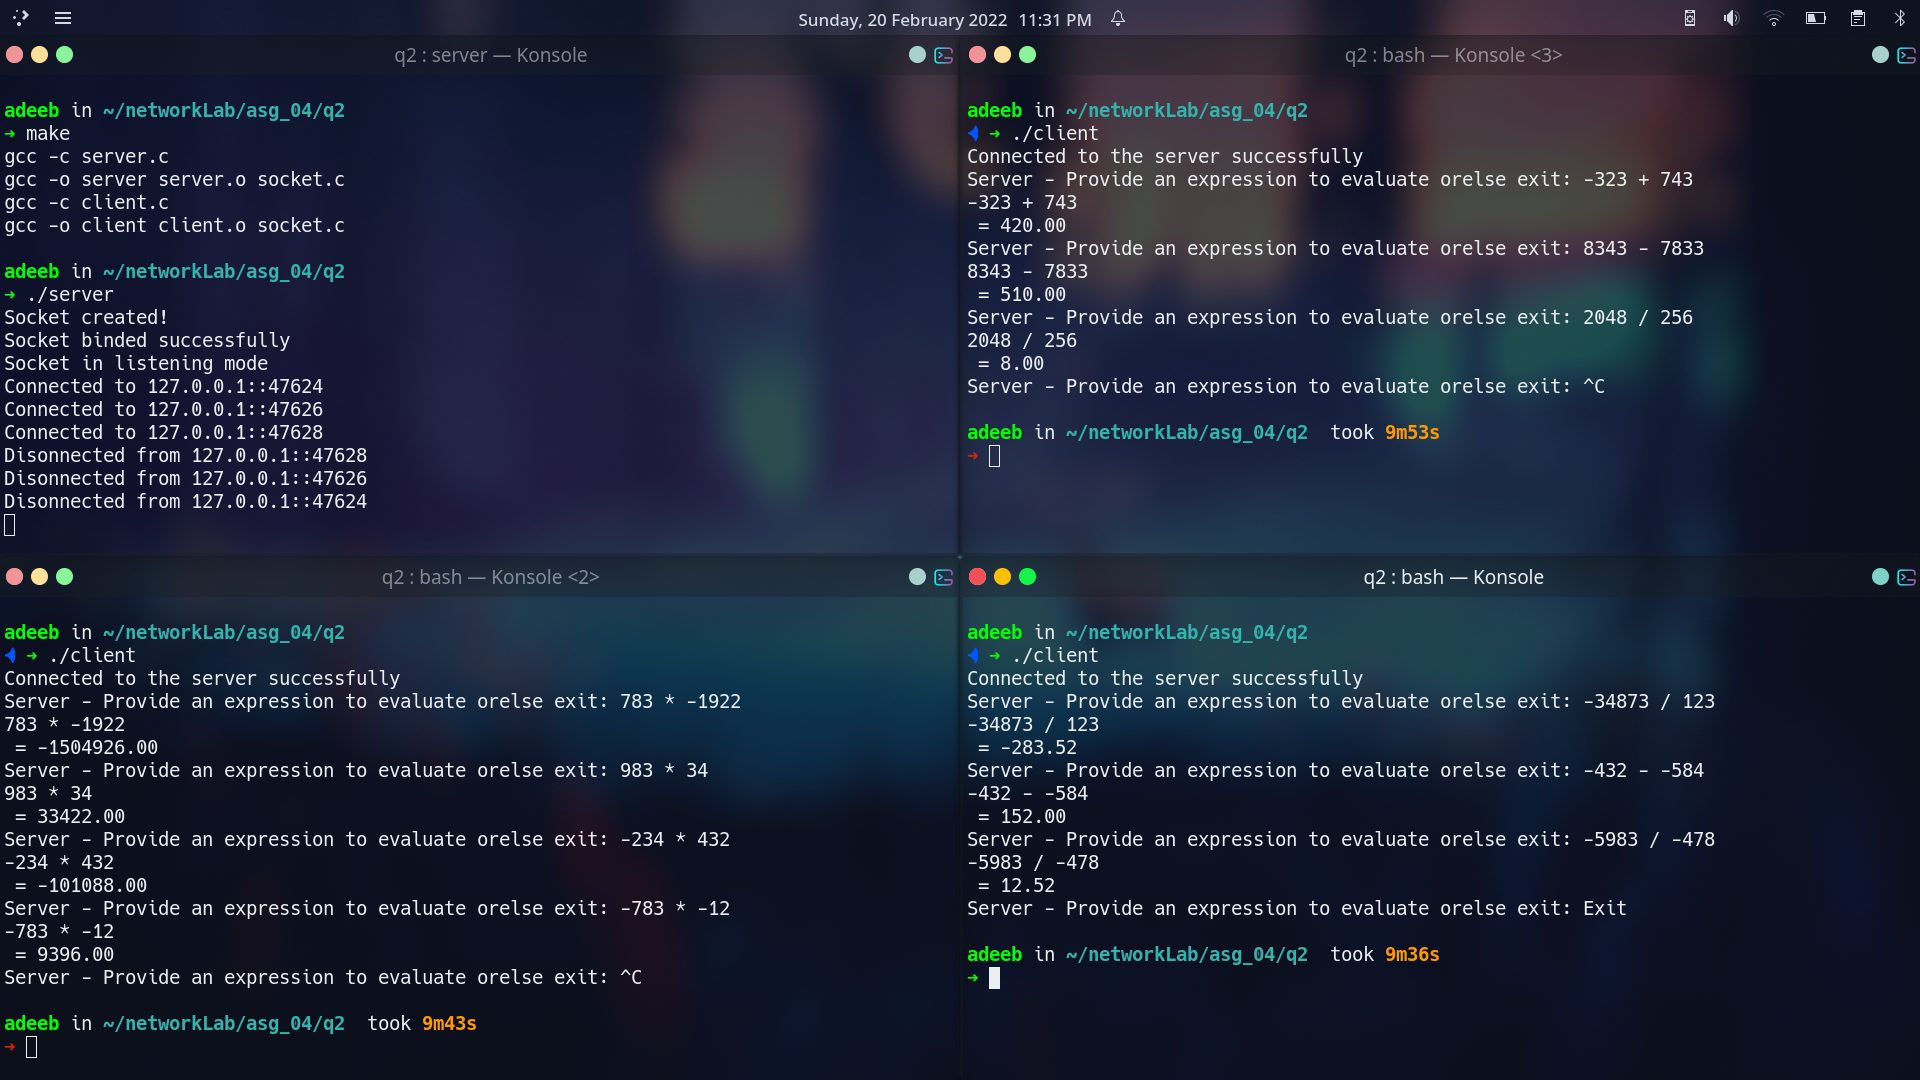 Sunday, 20 February 2022 11:31 PM
q2 : server — Konsole
adeeb in ~/networkLab/asg_04/q2
➜ make
gcc -c server.c
gcc -o server server.o socket.c
gcc -c client.c
gcc -o client client.o socket.c
adeeb in ~/networkLab/asg_04/q2
➜ ./server
Socket created!
Socket binded successfully
Socket in listening mode
Connected to 127.0.0.1::47624
Connected to 127.0.0.1::47626
Connected to 127.0.0.1::47628
Disonnected from 127.0.0.1::47628
Disonnected from 127.0.0.1::47626
Disonnected from 127.0.0.1::47624
q2 : bash — Konsole <3>
adeeb in ~/networkLab/asg_04/q2
➜ ./client
Connected to the server successfully
Server - Provide an expression to evaluate orelse exit: -323 + 743
-323 + 743
= 420.00
Server - Provide an expression to evaluate orelse exit: 8343 - 7833
8343 - 7833
= 510.00
Server - Provide an expression to evaluate orelse exit: 2048 / 256
2048 / 256
= 8.00
Server - Provide an expression to evaluate orelse exit: ^C
adeeb in ~/networkLab/asg_04/q2 took 9m53s
➜
q2 : bash — Konsole <2>
adeeb in ~/networkLab/asg_04/q2
➜ ./client
Connected to the server successfully
Server - Provide an expression to evaluate orelse exit: 783 * -1922
783 * -1922
= -1504926.00
Server - Provide an expression to evaluate orelse exit: 983 * 34
983 * 34
= 33422.00
Server - Provide an expression to evaluate orelse exit: -234 * 432
-234 * 432
= -101088.00
Server - Provide an expression to evaluate orelse exit: -783 * -12
-783 * -12
= 9396.00
Server - Provide an expression to evaluate orelse exit: ^C
adeeb in ~/networkLab/asg_04/q2 took 9m43s
➜
q2 : bash — Konsole
adeeb in ~/networkLab/asg_04/q2
➜ ./client
Connected to the server successfully
Server - Provide an expression to evaluate orelse exit: -34873 / 123
-34873 / 123
= -283.52
Server - Provide an expression to evaluate orelse exit: -432 - -584
-432 - -584
= 152.00
Server - Provide an expression to evaluate orelse exit: -5983 / -478
-5983 / -478
= 12.52
Server - Provide an expression to evaluate orelse exit: Exit
adeeb in ~/networkLab/asg_04/q2 took 9m36s
➜